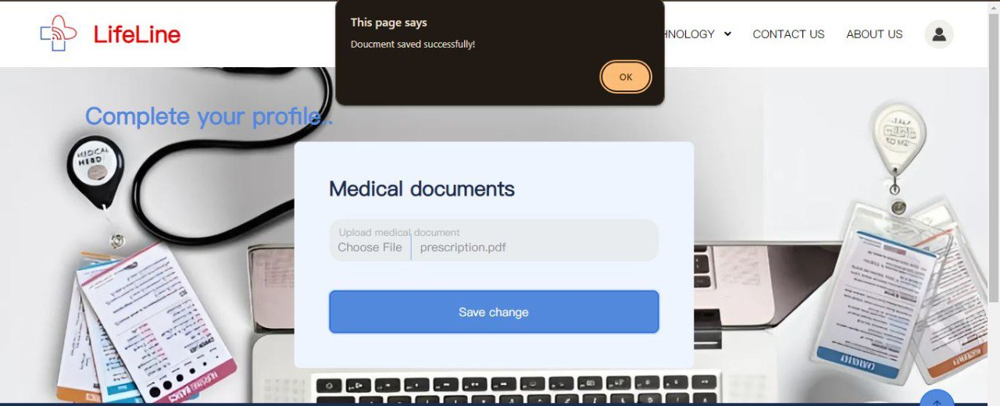 LifeLine
This page says
Doucment saved successfully!
OK
HNOLOGY
CONTACT US
ABOUT US
Complete your profile..
MEDICAL
Medical documents
Upload medical document
Choose File
prescription.pdf
Save change